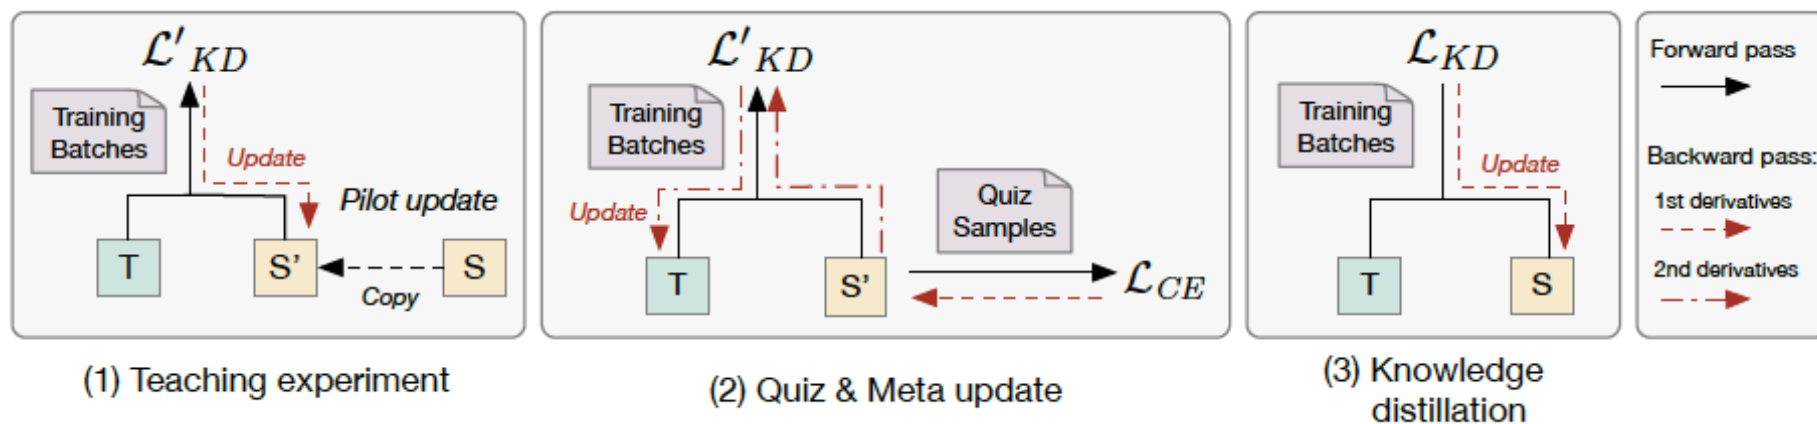 ℒ'KD
Training
Batches
Update
Pilot update
T
S'
S
Copy
(1) Teaching experiment
ℒ'KD
Training
Batches
Update
Quiz
Samples
T
S'
ℒCE
(2) Quiz & Meta update
ℒKD
Training
Batches
Update
T
S
(3) Knowledge
distillation
Forward pass
Backward pass:
1st derivatives
2nd derivatives